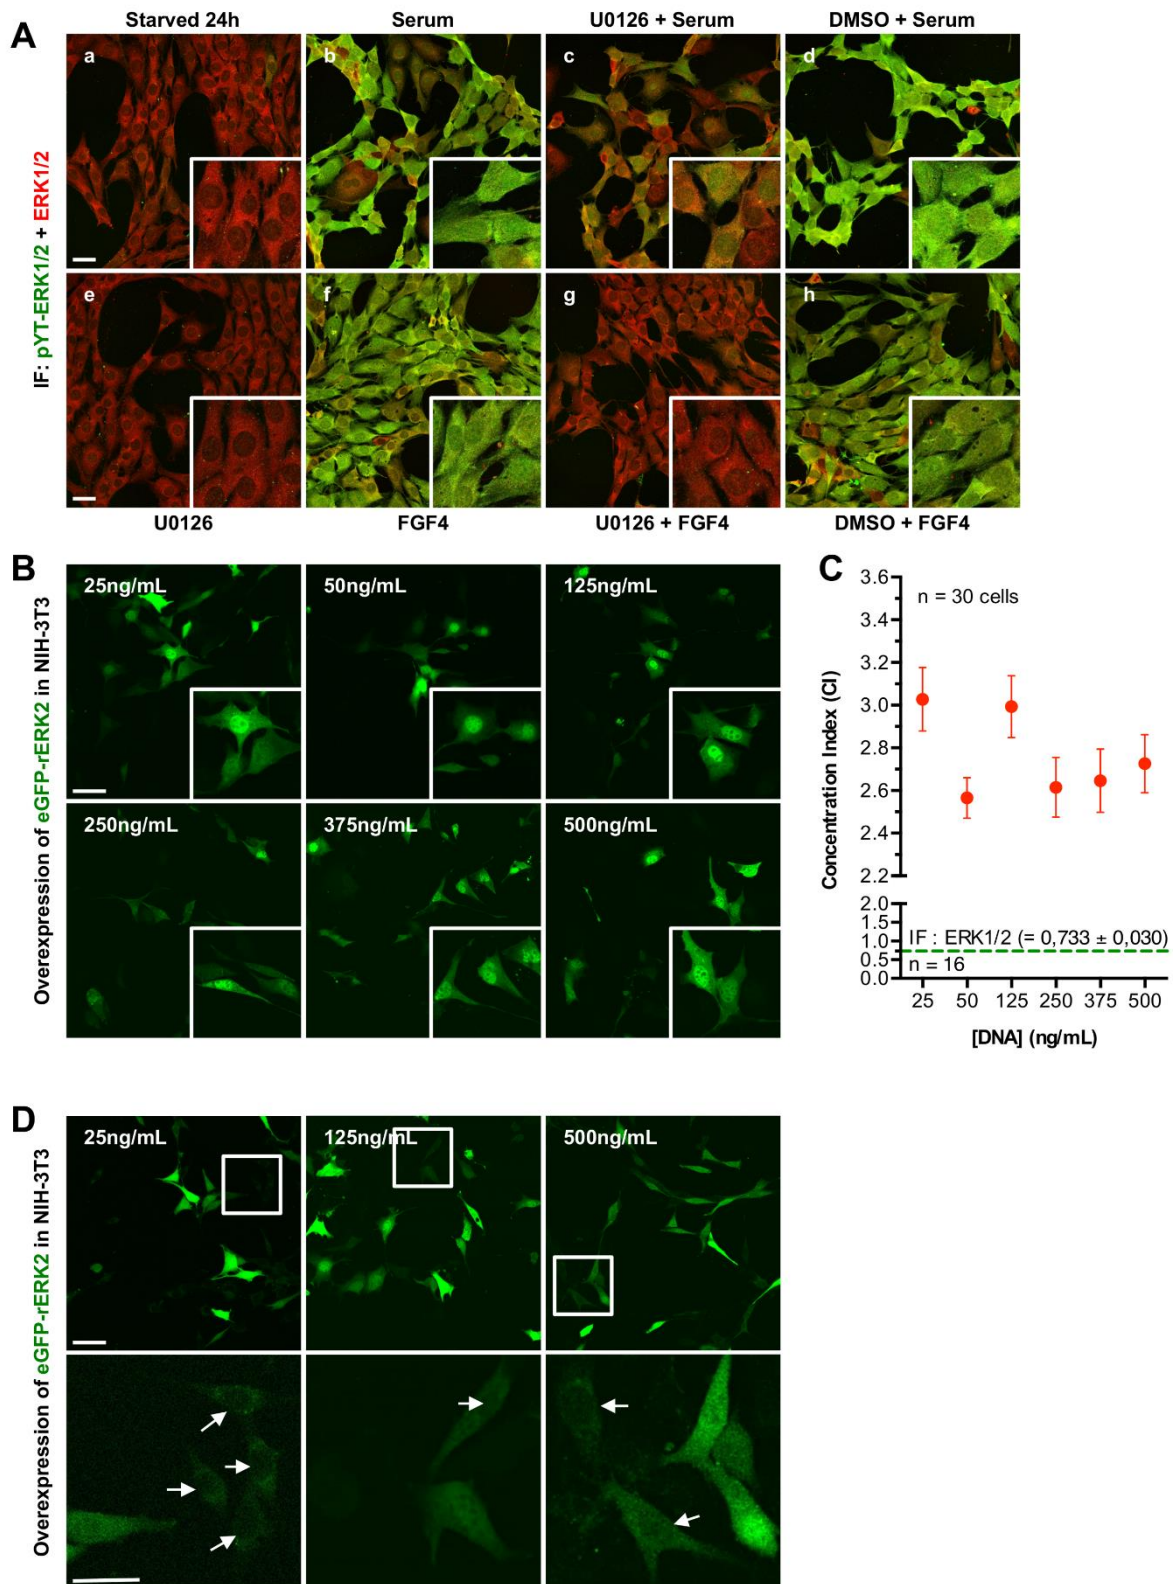 A
Starved 24h
Serum
U0126 + Serum
DMSO + Serum
IF: pYT-ERK1/2 + ERK1/2
a
b
c
d
e
f
g
h
U0126
FGF4
U0126 + FGF4
DMSO + FGF4
B
Overexpression of eGFP-rERK2 in NIH-3T3
25ng/mL
50ng/mL
125ng/mL
250ng/mL
375ng/mL
500ng/mL
C
Concentration Index (CI)
3.6
3.4
3.2
3.0
2.8
2.6
2.4
2.2
2.0
1.5
1.0
0.5
0.0
n = 30 cells
IF : ERK1/2 (= 0,733 ± 0,030)
n = 16
25
50
125
250
375
500
[DNA] (ng/mL)
D
Overexpression of eGFP-rERK2 in NIH-3T3
25ng/mL
125ng/mL
500ng/mL